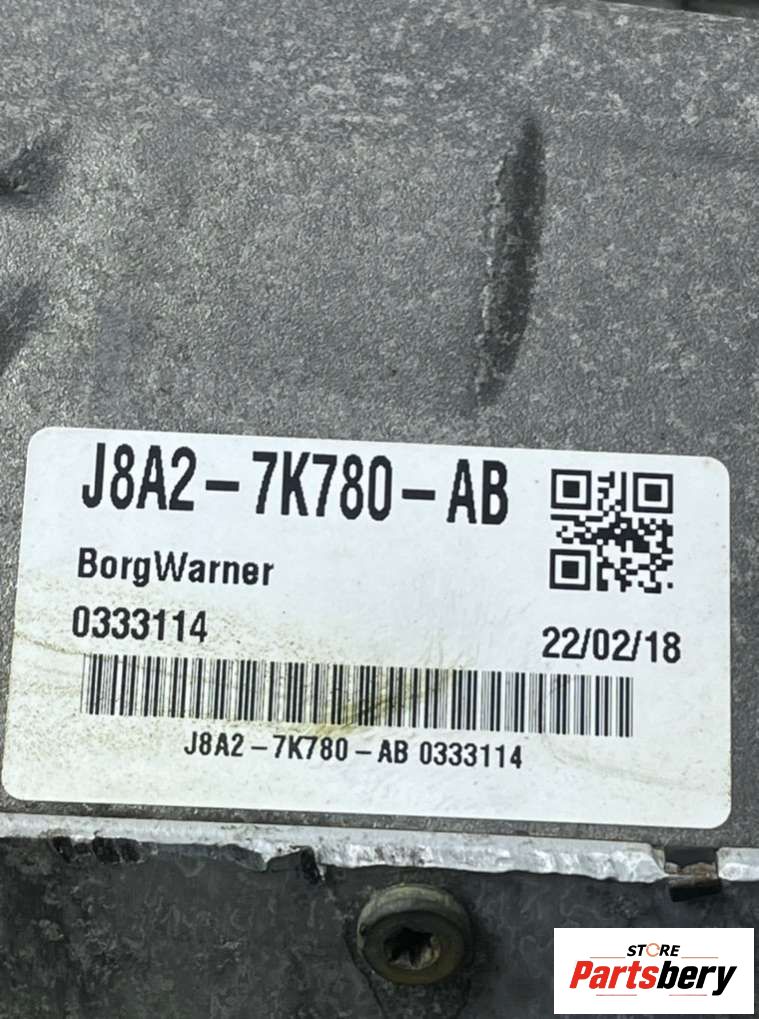 J8A2-7K780-AB
BorgWarner
0333114
22/02/18
J8A2-7K780-AB 0333114
STORE
Partsbery